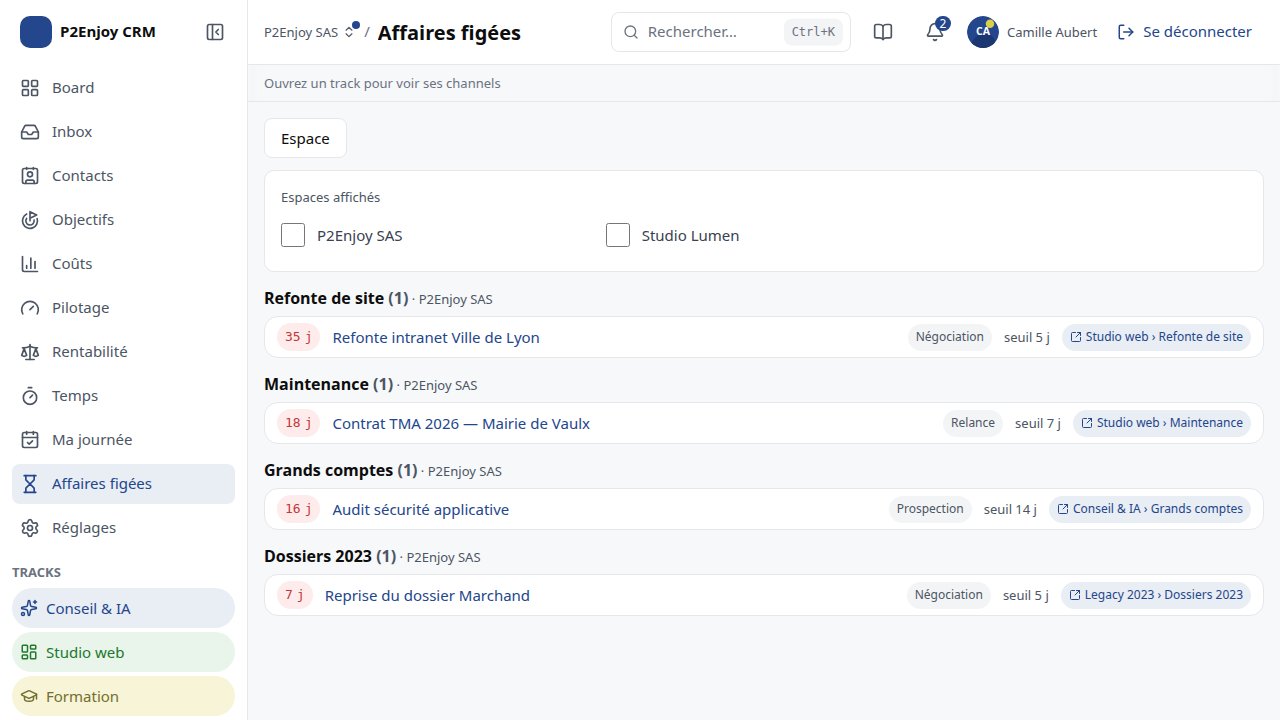 P2Enjoy CRM
Board
Inbox
Contacts
Objectifs
Coûts
Pilotage
Rentabilité
Temps
Ma journée
Affaires figées
Réglages
TRACKS
Conseil & IA
Studio web
Formation
P2Enjoy SAS / Affaires figées
Rechercher... Ctrl+K
2
CA Camille Aubert
Se déconnecter
Ouvrez un track pour voir ses channels
Espace
Espaces affichés
P2Enjoy SAS Studio Lumen
Refonte de site (1) · P2Enjoy SAS
35 j Refonte intranet Ville de Lyon Négociation seuil 5 j Studio web › Refonte de site
Maintenance (1) · P2Enjoy SAS
18 j Contrat TMA 2026 — Mairie de Vaulx Relance seuil 7 j Studio web › Maintenance
Grands comptes (1) · P2Enjoy SAS
16 j Audit sécurité applicative Prospection seuil 14 j Conseil & IA › Grands comptes
Dossiers 2023 (1) · P2Enjoy SAS
7 j Reprise du dossier Marchand Négociation seuil 5 j Legacy 2023 › Dossiers 2023